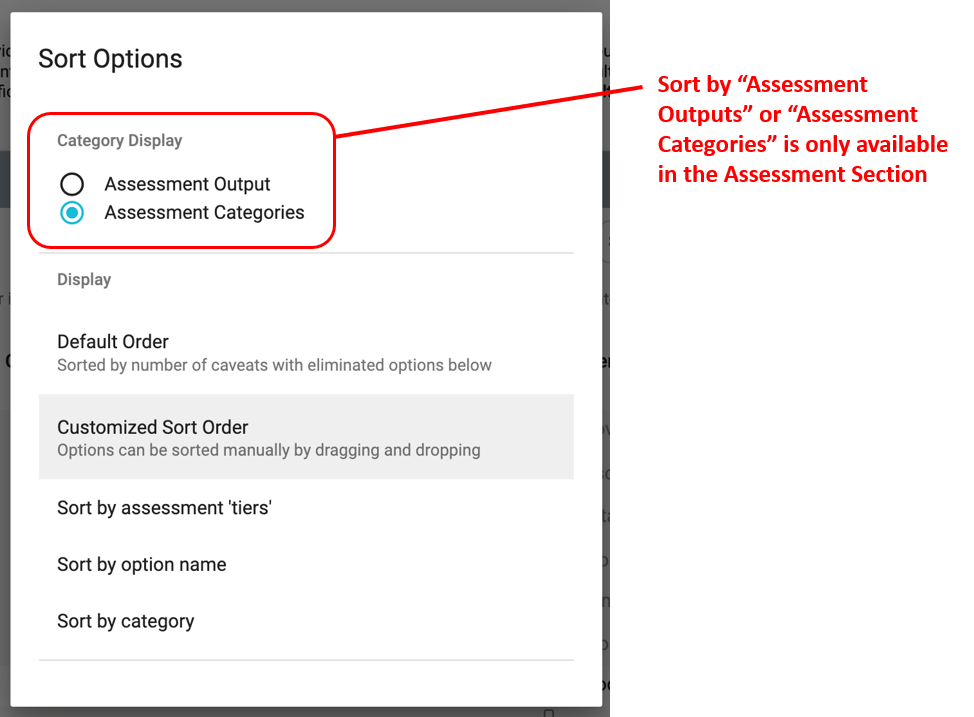 Sort Options
Category Display
Assessment Output
Assessment Categories
Display
Default Order
Sorted by number of caveats with eliminated options below
Customized Sort Order
Options can be sorted manually by dragging and dropping
Sort by assessment 'tiers'
Sort by option name
Sort by category
Sort by “Assessment
Outputs” or “Assessment
Categories” is only available
in the Assessment Section